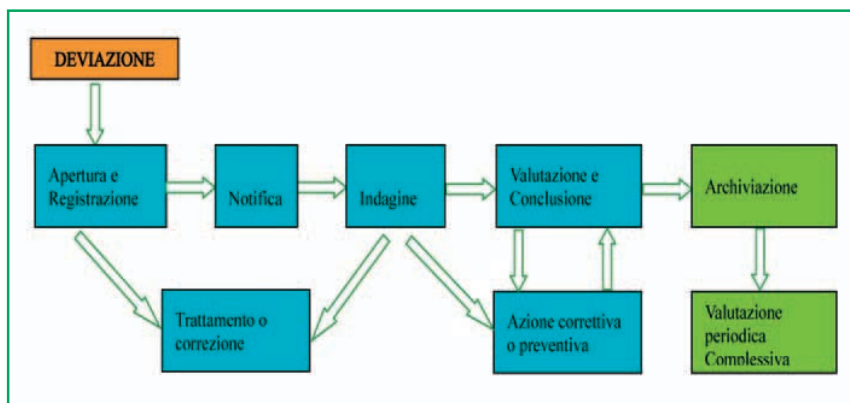 DEVIAZIONE
Apertura e
Registrazione
Notifica
Indagine
Valutazione e
Conclusione
Archiviazione
Trattamento o
correzione
Azione correttiva
o preventiva
Valutazione
periodica
Complessiva